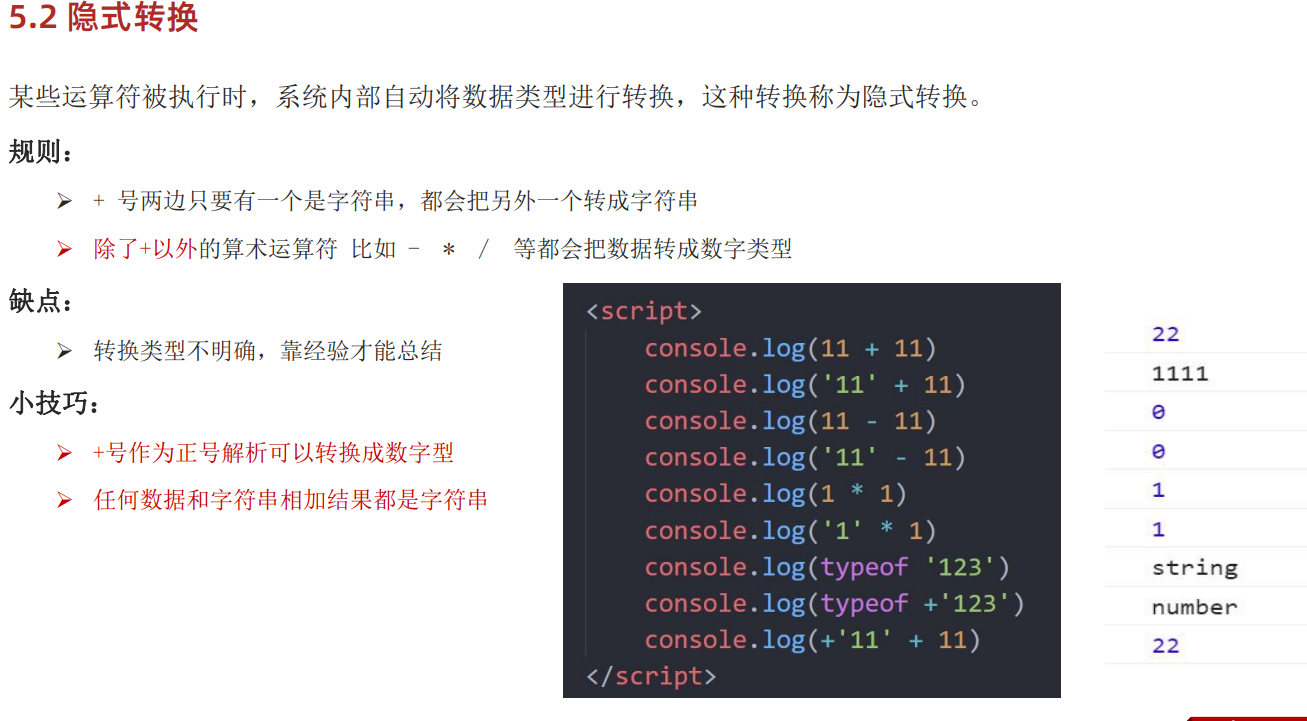 5.2 隐式转换
某些运算符被执行时，系统内部自动将数据类型进行转换，这种转换称为隐式转换。
规则：
➢ + 号两边只要有一个是字符串，都会把另外一个转成字符串
➢ 除了+以外的算术运算符 比如 - * / 等都会把数据转成数字类型
缺点：
➢ 转换类型不明确，靠经验才能总结
小技巧：
➢ +号作为正号解析可以转换成数字型
➢ 任何数据和字符串相加结果都是字符串
<script>
console.log(11 + 11)
console.log('11' + 11)
console.log(11 - 11)
console.log('11' - 11)
console.log(1 * 1)
console.log('1' * 1)
console.log(typeof '123')
console.log(typeof +'123')
console.log(+'11' + 11)
</script>
22
1111
0
0
1
1
string
number
22